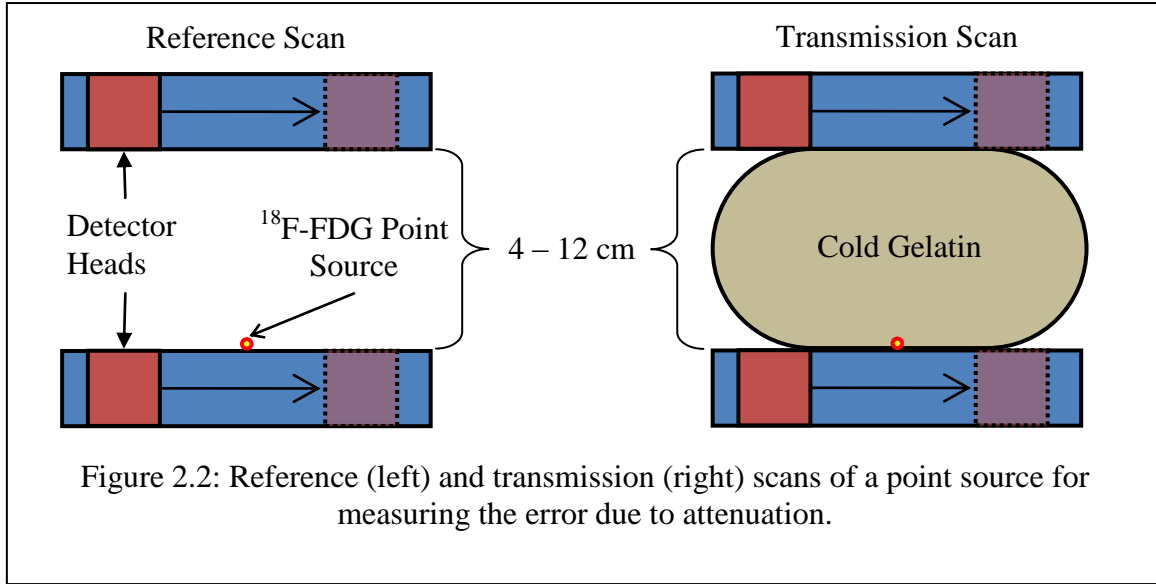 Reference Scan
Transmission Scan
Detector
Heads
¹⁸F-FDG Point
Source
4 – 12 cm
Cold Gelatin
Figure 2.2: Reference (left) and transmission (right) scans of a point source for
measuring the error due to attenuation.